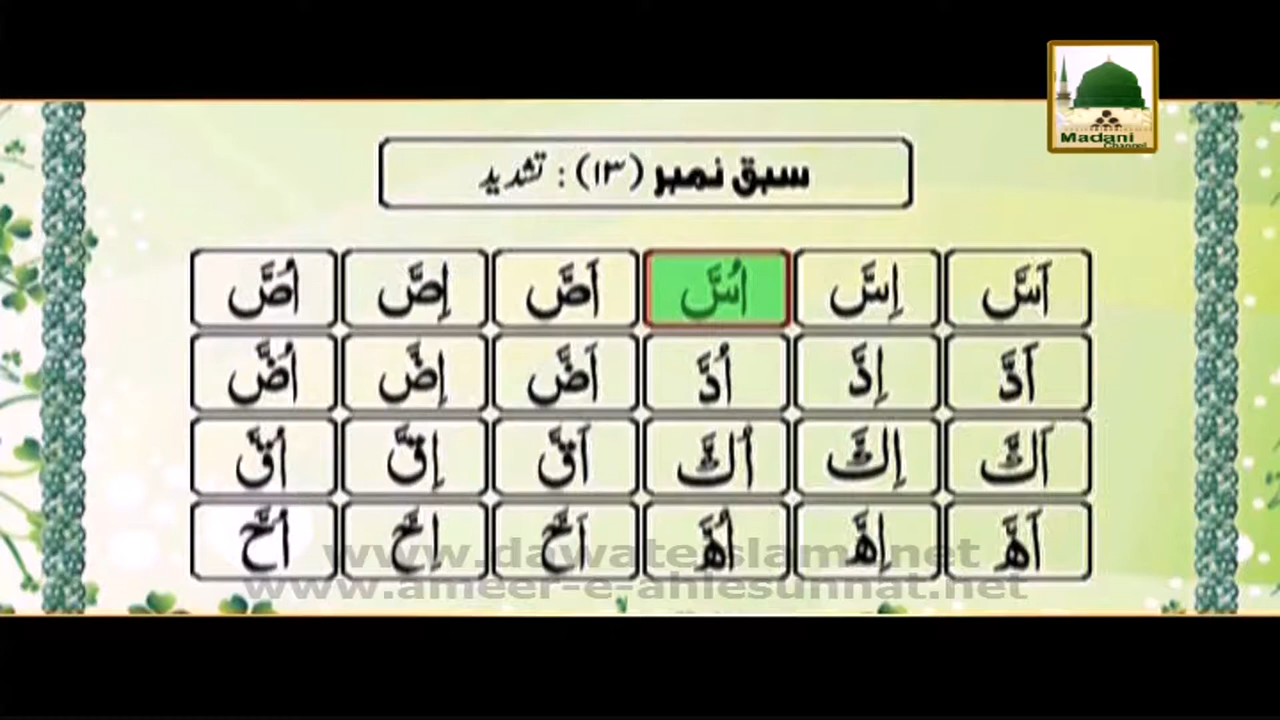 Madani
Channel
سبق نمبر (۱۳) : تشدید
اَسَّ اِسَّ اُسَّ اَصَّ اِصَّ اُصَّ
اَدَّ اِدَّ اُدَّ اَضَّ اِضَّ اُضَّ
اَكَّ اِكَّ اُكَّ اَقَّ اِقَّ اُقَّ
اَهَّ اِهَّ اُهَّ اَحَّ اِحَّ اُحَّ
www.dawateislami.net
www.ameer-e-ahlesunnat.net